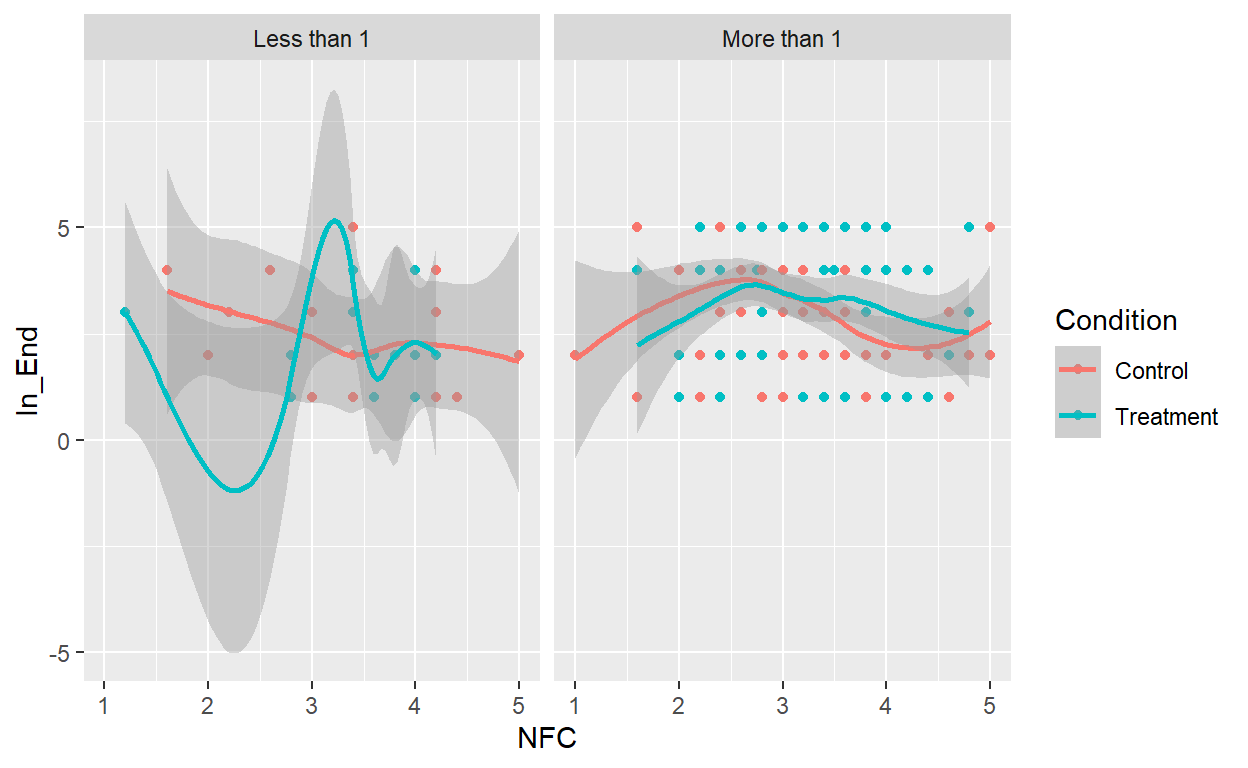 Less than 1
More than 1
5
0
-5
ln_End
1 2 3 4 5
1 2 3 4 5
NFC
Condition
Control
Treatment